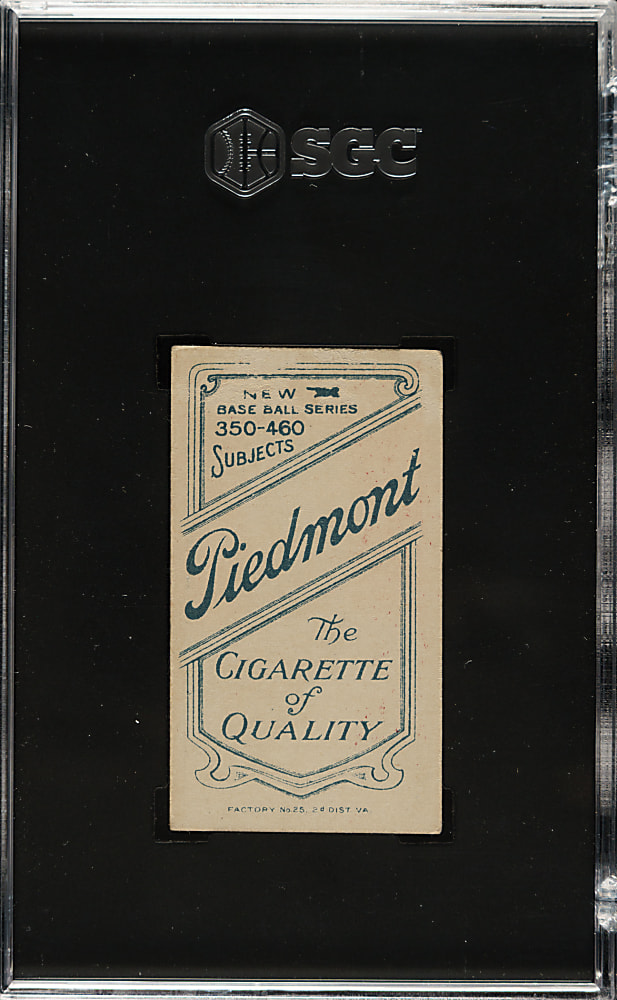 SGC
NEW
BASE BALL SERIES
350-460
SUBJECTS
Piedmont
The
CIGARETTE
of
QUALITY
FACTORY No.25, 2d DIST. VA.